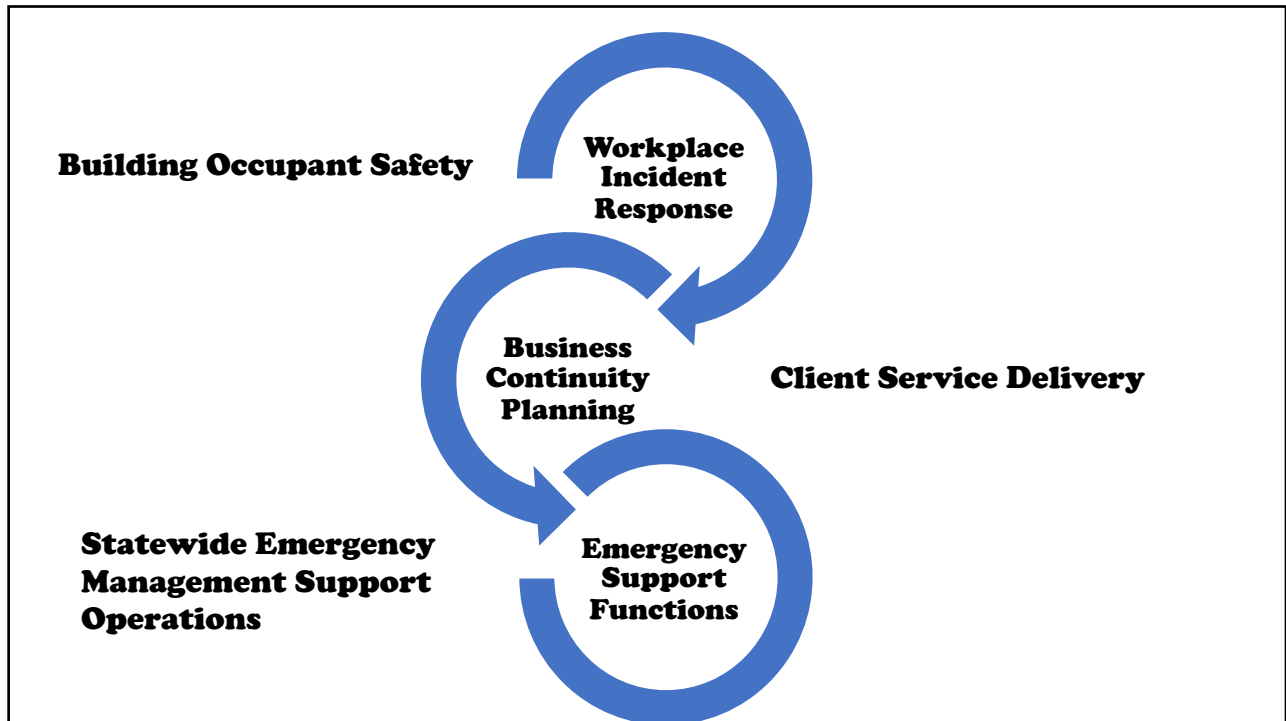 Building Occupant Safety
Workplace
Incident
Response
Business
Continuity
Planning
Client Service Delivery
Statewide Emergency
Management Support
Operations
Emergency
Support
Functions